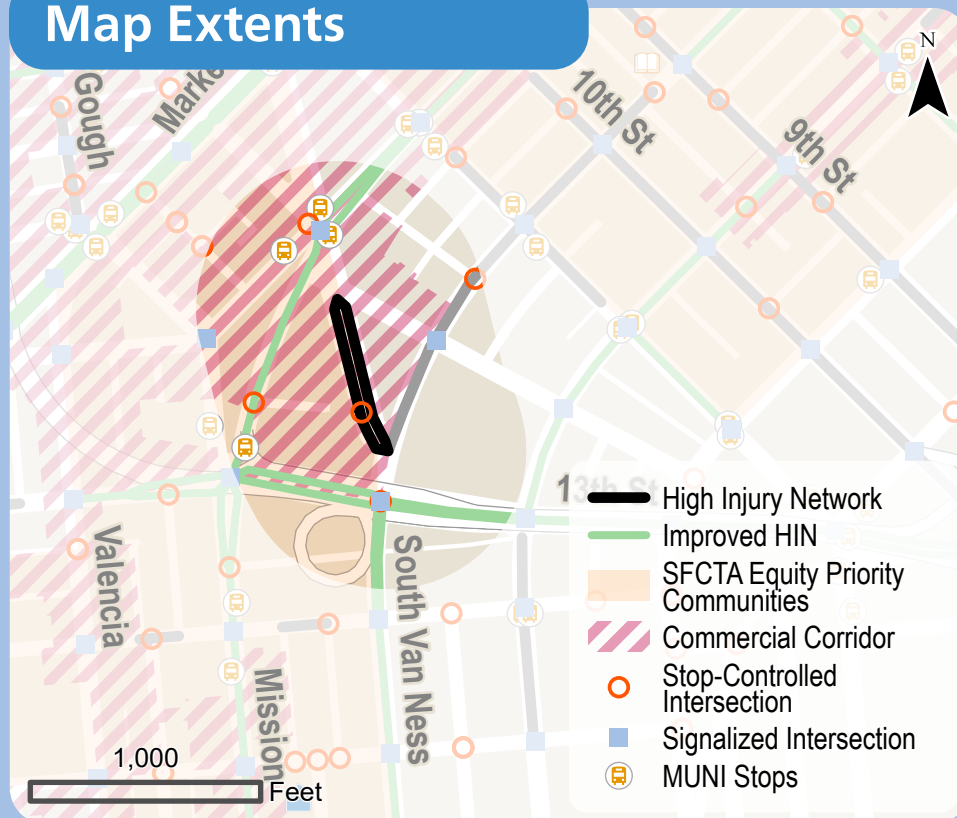 Map Extents
N
Gough
Marke
10th St
9th St
13th St
Valencia
South Van Ness
Mission
High Injury Network
Improved HIN
SFCTA Equity Priority
Communities
Commercial Corridor
Stop-Controlled
Intersection
Signalized Intersection
MUNI Stops
1,000
Feet